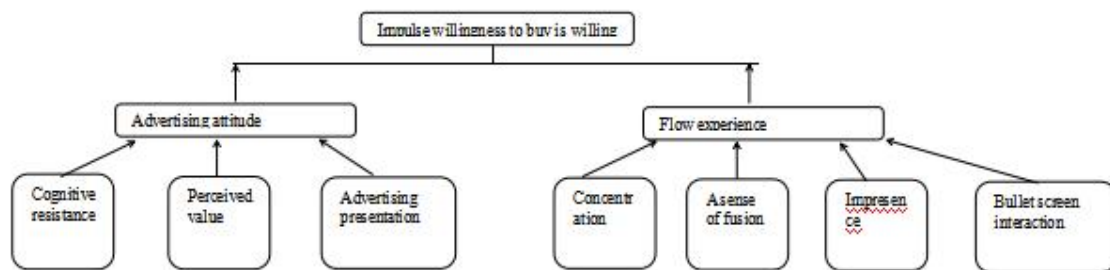 Impulse willingness to buy is willing
Advertising attitude
Flow experience
Cognitive
resistance
Perceived
value
Advertising
presentation
Concentr
ation
A sense
of fusion
Impresen
ce
Bullet screen
interaction